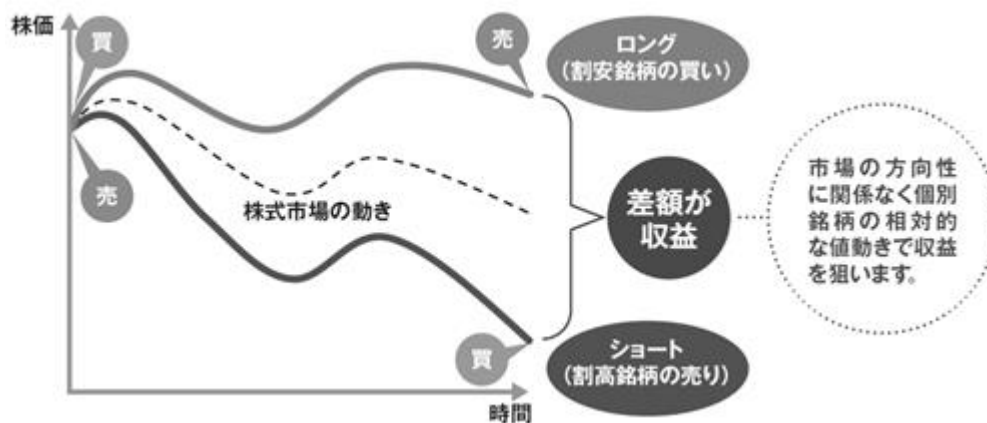 株価
買
売
ロング
(割安銘柄の買い)
売
株式市場の動き
差額が
収益
市場の方向性
に関係なく個別
銘柄の相対的
な値動きで収益
を狙います。
買
ショート
(割高銘柄の売り)
時間